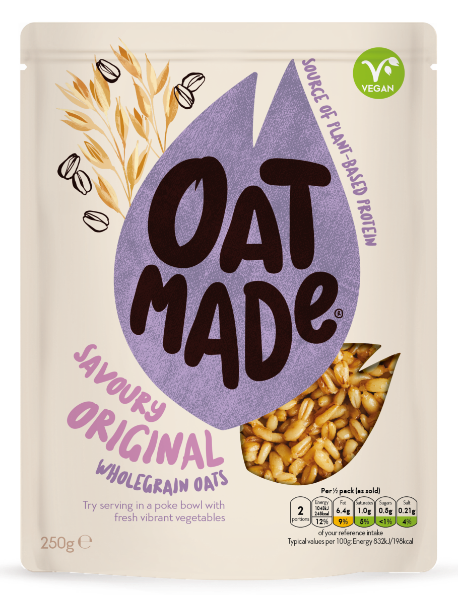 VEGAN
SOURCE OF PLANT-BASED PROTEIN
OAT
MADe®
SAVOURY
ORIGINAL
WHOLEGRAIN OATS
Try serving in a poke bowl with
fresh vibrant vegetables
250g ℮
Per ½ pack (as sold)
2 portions
Energy 1040kJ 248kcal 12%
Fat 6.4g 9%
Saturates 1.0g 5%
Sugars 0.5g <1%
Salt 0.21g 4%
of your reference intake
Typical values per 100g: Energy 832kJ/198kcal